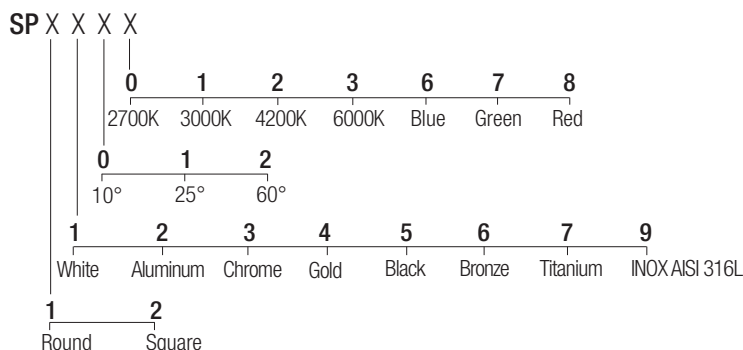 SP X X X X
0 1 2 3 6 7 8
2700K 3000K 4200K 6000K Blue Green Red
0 1 2
10° 25° 60°
1 2 3 4 5 6 7 9
White Aluminum Chrome Gold Black Bronze Titanium INOX AISI 316L
1 2
Round Square